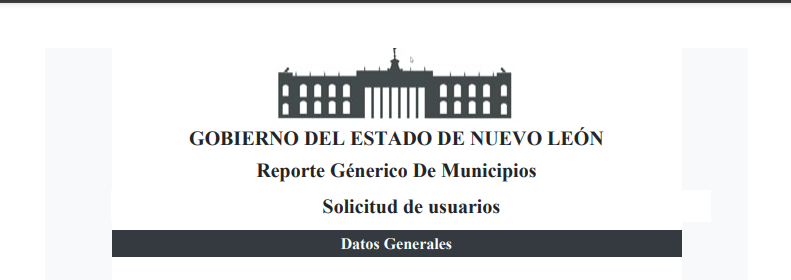 GOBIERNO DEL ESTADO DE NUEVO LEÓN
Reporte Génerico De Municipios
Solicitud de usuarios
Datos Generales